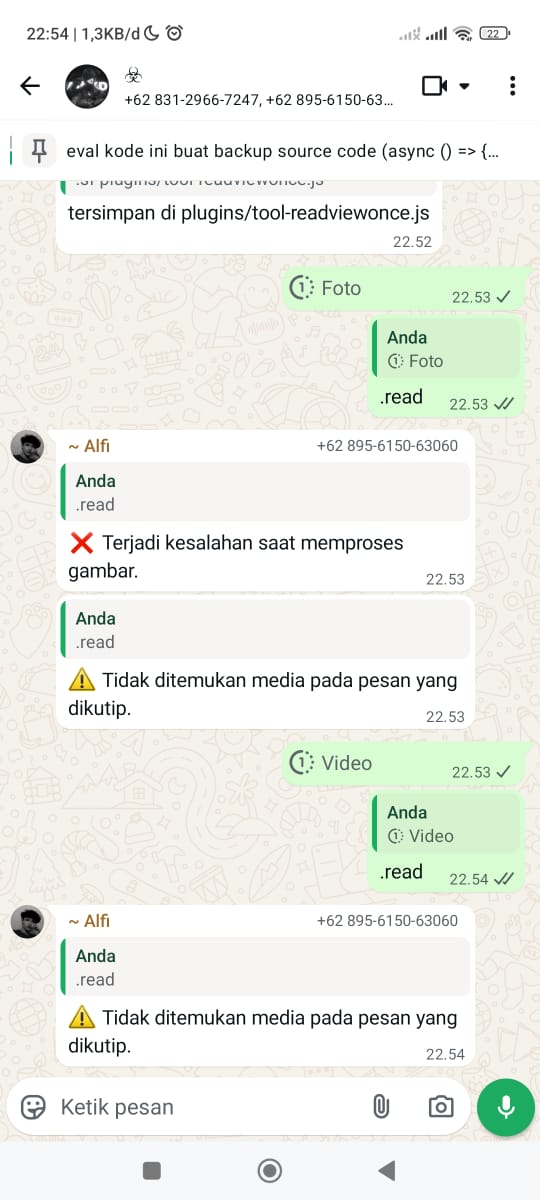 22:54 | 1,3KB/d
22
☣
+62 831-2966-7247, +62 895-6150-63...
eval kode ini buat backup source code (async () => {...
.sf plugins/tool-readviewonce.js
tersimpan di plugins/tool-readviewonce.js
22.52
1 Foto
22.53
Anda
1 Foto
.read
22.53
~ Alfi +62 895-6150-63060
Anda
.read
❌ Terjadi kesalahan saat memproses
gambar.
22.53
Anda
.read
⚠️ Tidak ditemukan media pada pesan yang
dikutip.
22.53
1 Video
22.53
Anda
1 Video
.read
22.54
~ Alfi +62 895-6150-63060
Anda
.read
⚠️ Tidak ditemukan media pada pesan yang
dikutip.
22.54
Ketik pesan